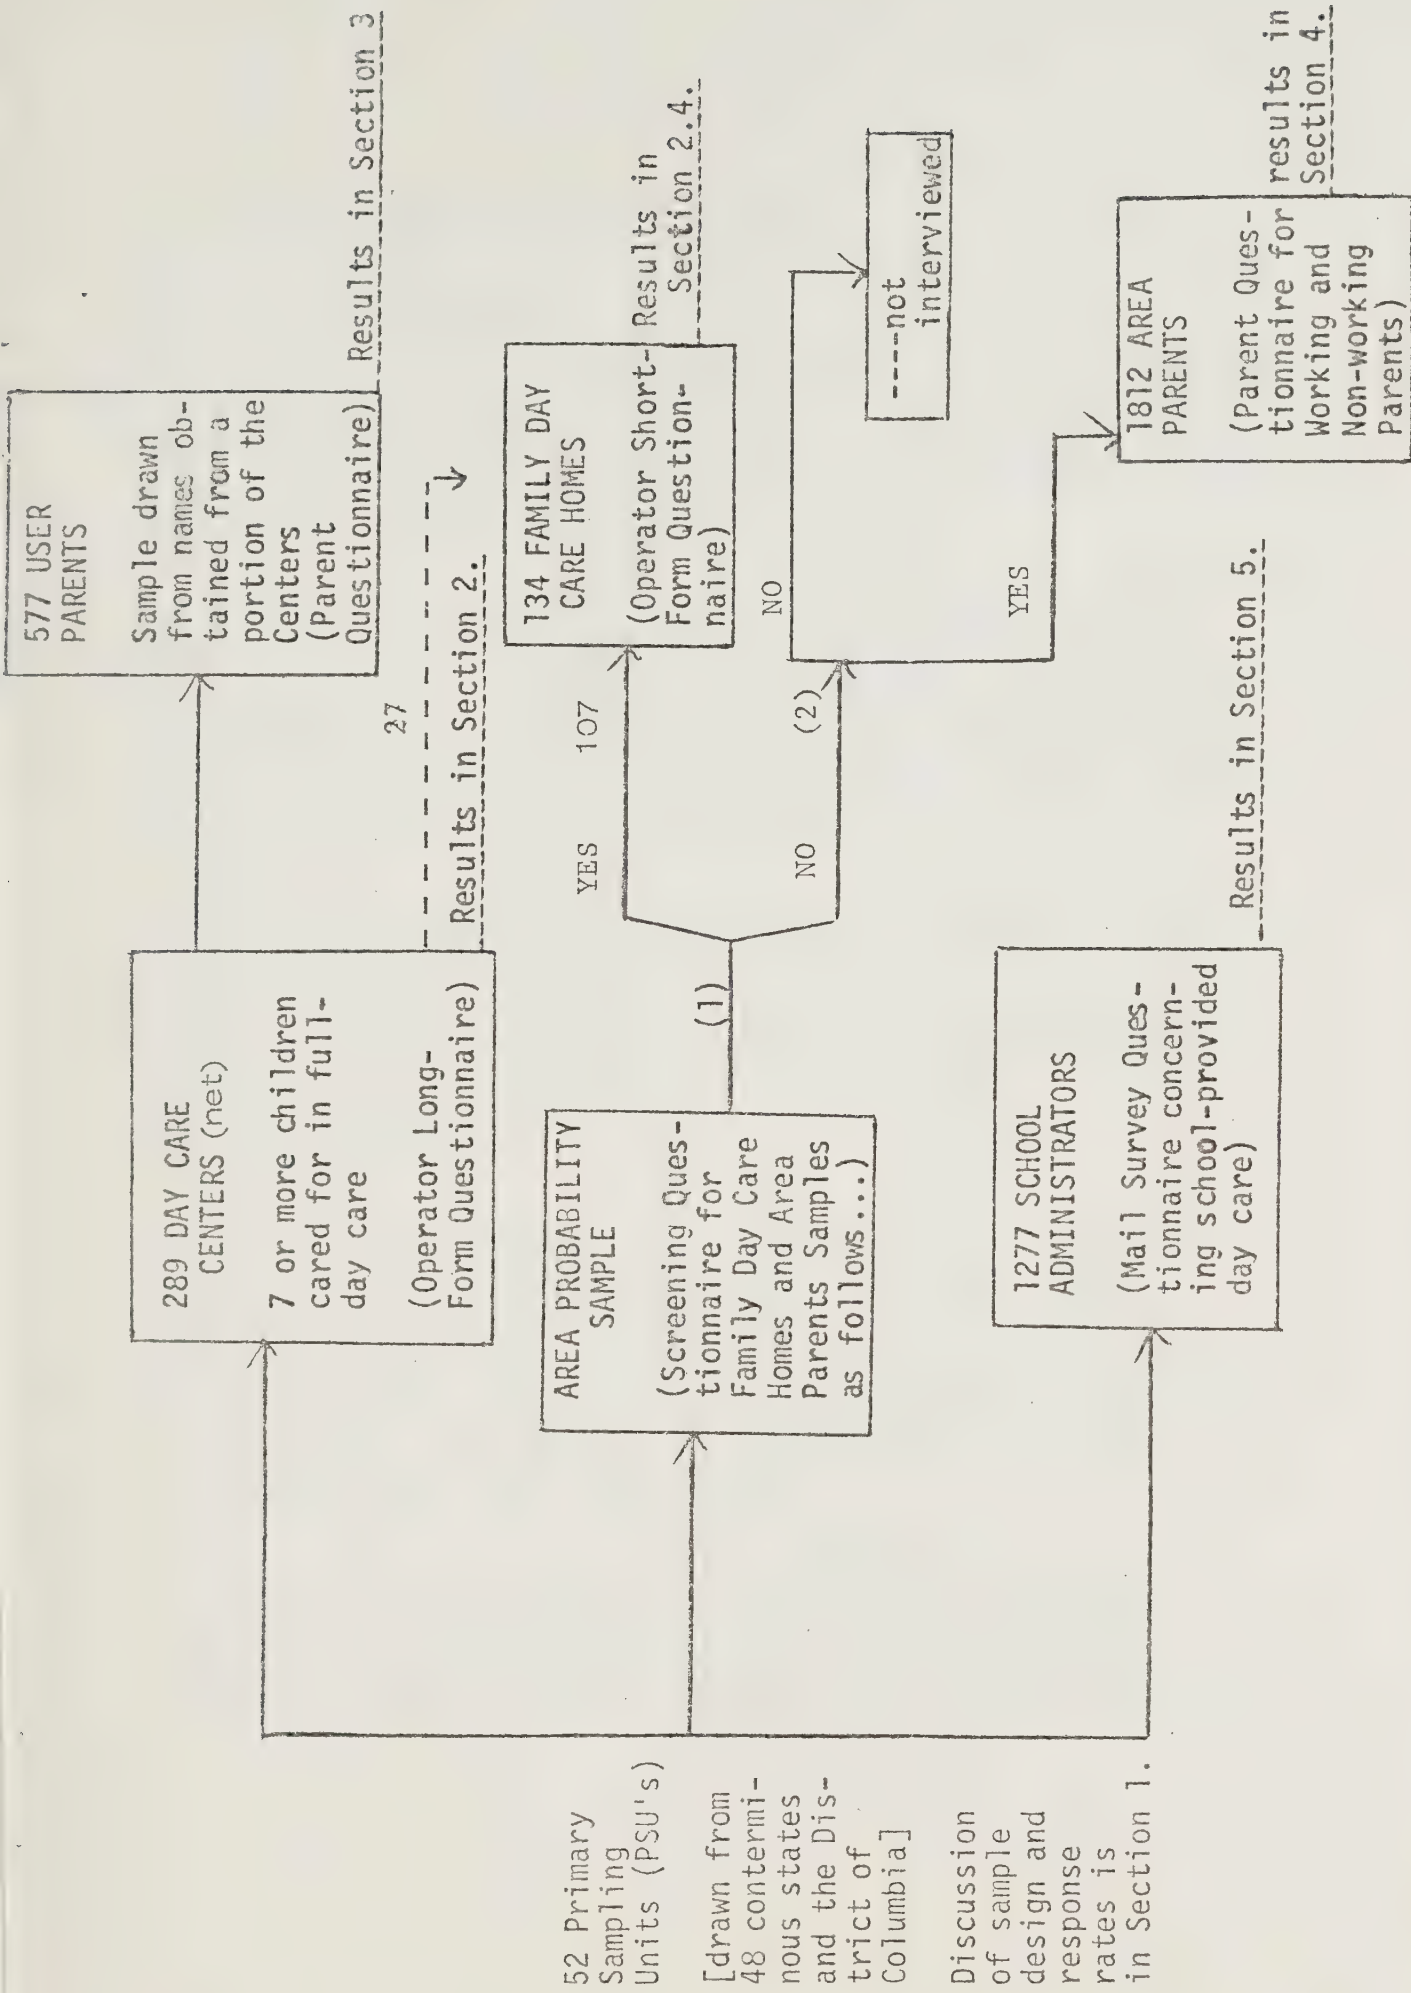 52 Primary
Sampling
Units (PSU's)
[drawn from
48 contermi-
nous states
and the Dis-
trict of
Columbia]
Discussion
of sample
design and
response
rates is
in Section 1.
289 DAY CARE
CENTERS (net)
7 or more children
cared for in full-
day care
(Operator Long-
Form Questionnaire)
27
Results in Section 2.
577 USER
PARENTS
Sample drawn
from names ob-
tained from a
portion of the
Centers
(Parent
Questionnaire)
Results in Section 3
AREA PROBABILITY
SAMPLE
(Screening Ques-
tionnaire for
Family Day Care
Homes and Area
Parents Samples
as follows...)
(1)
YES 107
NO (2)
134 FAMILY DAY
CARE HOMES
(Operator Short-
Form Question-
naire)
Results in
Section 2.4.
NO
----not
interviewed
YES
1812 AREA
PARENTS
(Parent Ques-
tionnaire for
Working and
Non-working
Parents)
results in
Section 4.
1277 SCHOOL
ADMINISTRATORS
(Mail Survey Ques-
tionnaire concern-
ing school-provided
day care)
Results in Section 5.